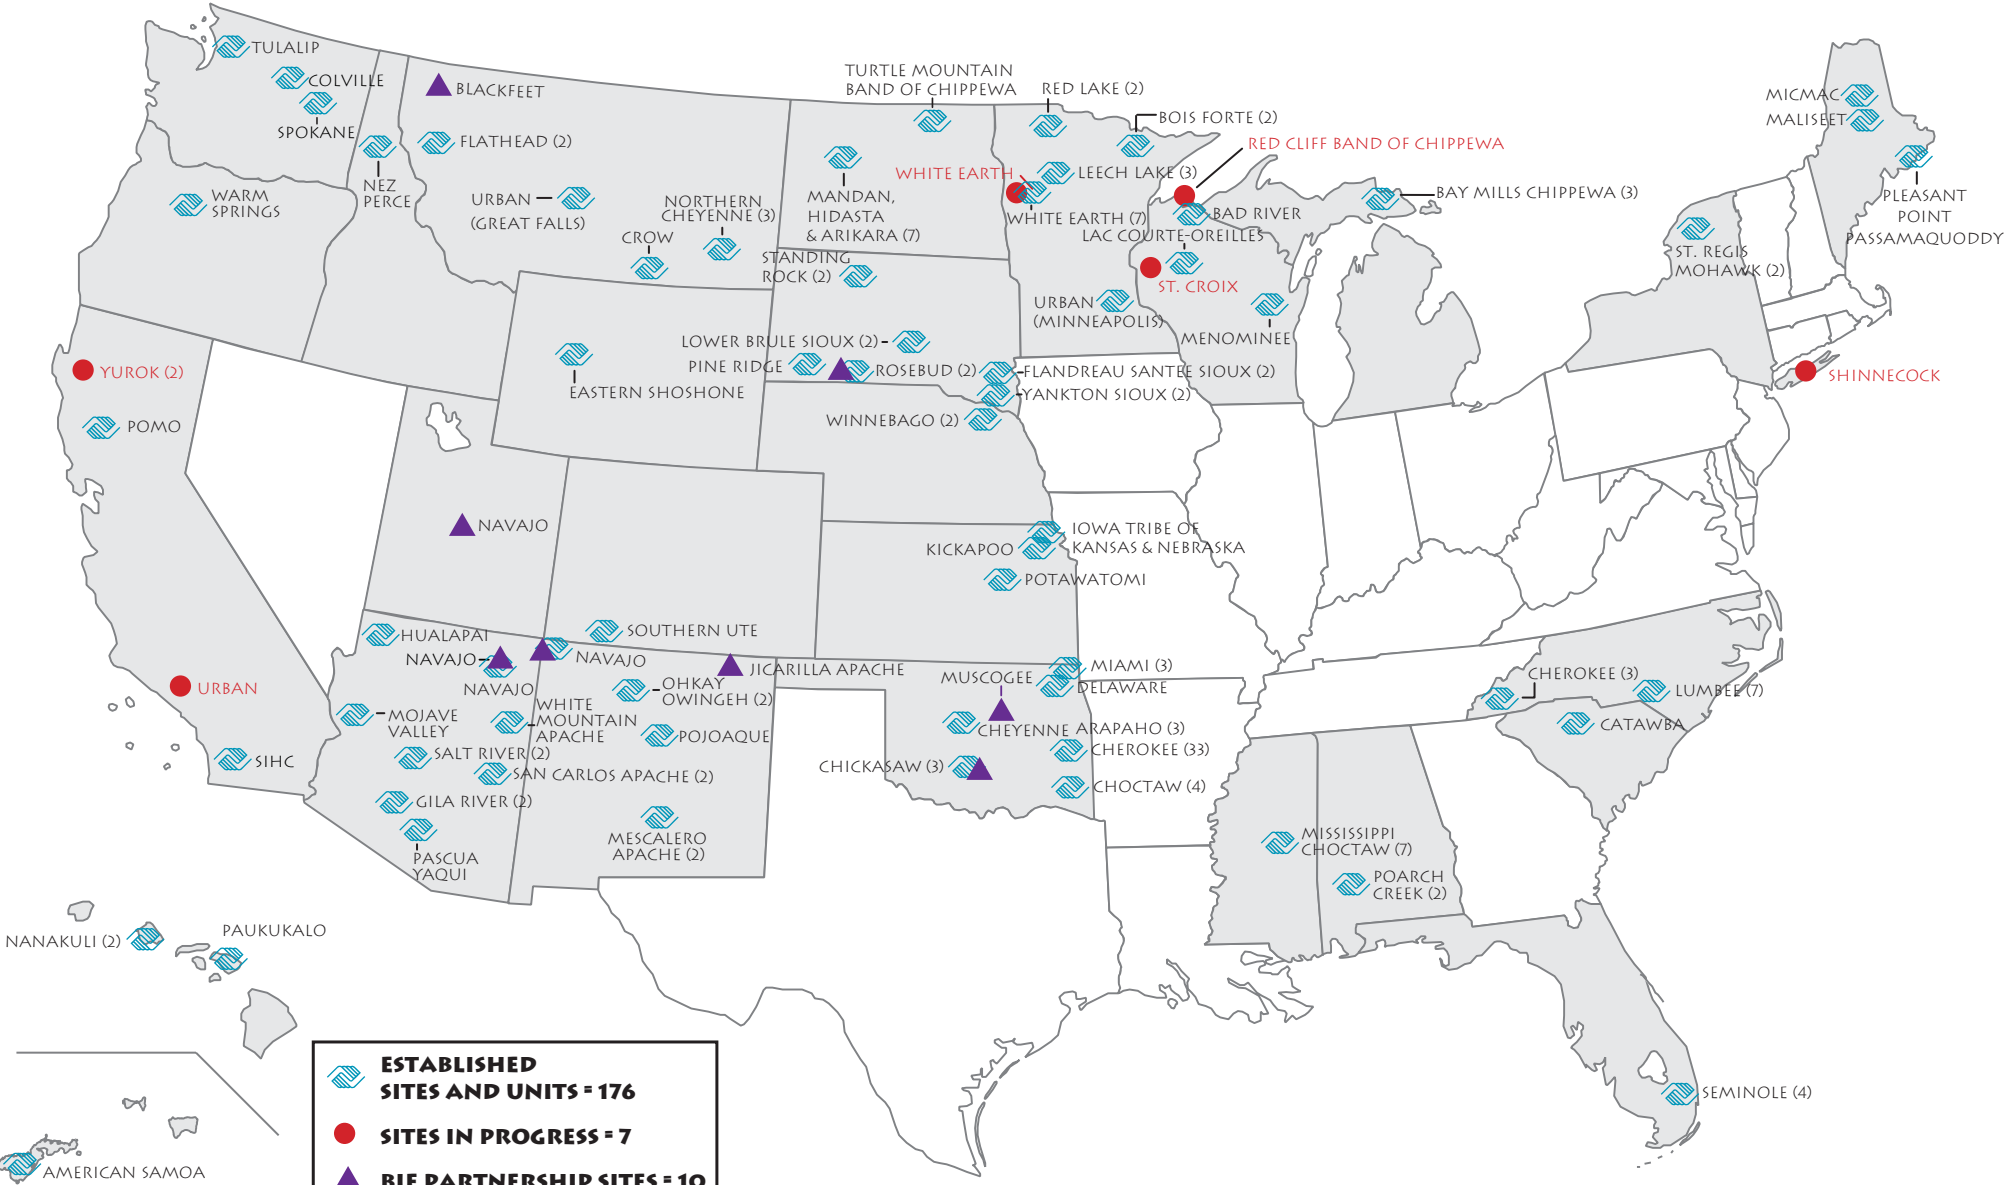 TULALIP
COLVILLE
SPOKANE
NEZ
PERCE
WARM
SPRINGS
BLACKFEET
FLATHEAD (2)
URBAN
(GREAT FALLS)
NORTHERN
CHEYENNE (3)
CROW
TURTLE MOUNTAIN
BAND OF CHIPPEWA
MANDAN,
HIDASTA
& ARIKARA (7)
STANDING
ROCK (2)
RED LAKE (2)
BOIS FORTE (2)
RED CLIFF BAND OF CHIPPEWA
WHITE EARTH
LEECH LAKE (3)
WHITE EARTH (7)
BAD RIVER
LAC COURTE-OREILLES
BAY MILLS CHIPPEWA (3)
ST. CROIX
URBAN
(MINNEAPOLIS)
MENOMINEE
MICMAC
MALISEET
PLEASANT
POINT
PASSAMAQUODDY
ST. REGIS
MOHAWK (2)
SHINNECOCK
YUROK (2)
POMO
EASTERN SHOSHONE
LOWER BRULE SIOUX (2)
PINE RIDGE
ROSEBUD (2)
FLANDREAU SANTEE SIOUX (2)
YANKTON SIOUX (2)
WINNEBAGO (2)
NAVAJO
IOWA TRIBE OF
KANSAS & NEBRASKA
KICKAPOO
POTAWATOMI
HUALAPAI
NAVAJO
NAVAJO
SOUTHERN UTE
NAVAJO
JICARILLA APACHE
OHKAY
OWINGEH (2)
WHITE
MOUNTAIN
APACHE
POJOAQUE
MOJAVE
VALLEY
SALT RIVER (2)
SAN CARLOS APACHE (2)
GILA RIVER (2)
PASCUA
YAQUI
MESCALERO
APACHE (2)
URBAN
SIHC
MUSCOGEE
MIAMI (3)
DELAWARE
CHEYENNE ARAPAHO (3)
CHEROKEE (33)
CHICKASAW (3)
CHOCTAW (4)
CHEROKEE (3)
LUMBEE (7)
CATAWBA
MISSISSIPPI
CHOCTAW (7)
POARCH
CREEK (2)
SEMINOLE (4)
NANAKULI (2)
PAUKUKALO
AMERICAN SAMOA
ESTABLISHED
SITES AND UNITS = 176
SITES IN PROGRESS = 7
BIE PARTNERSHIP SITES = 10